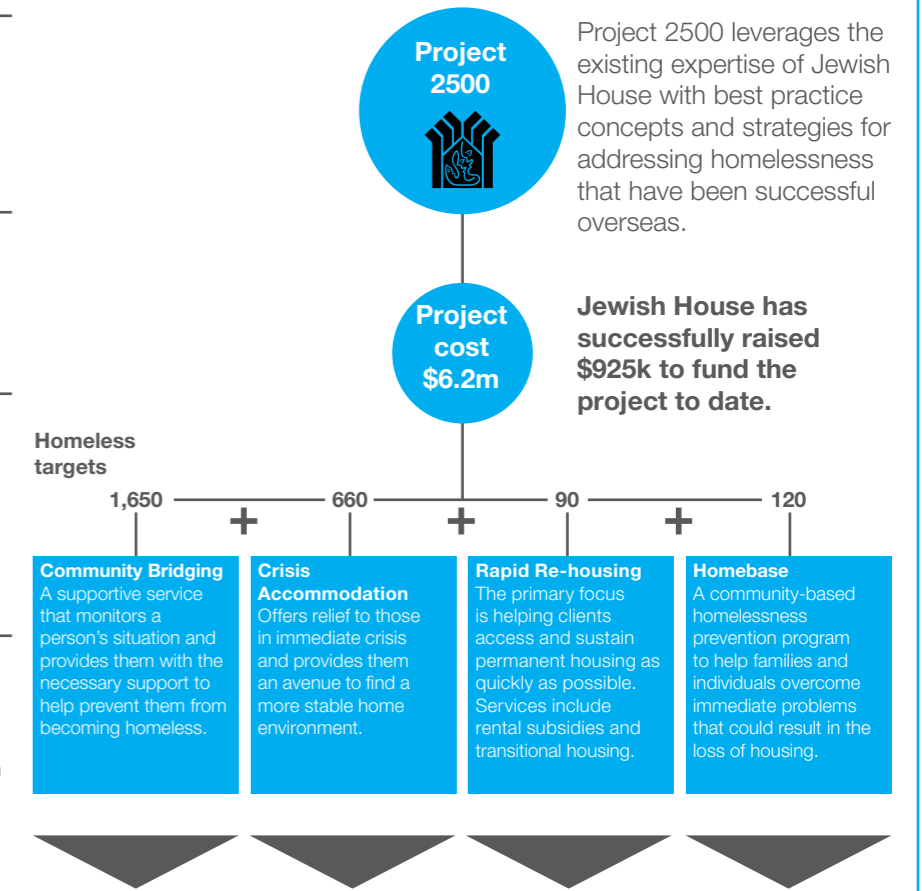 Project
2500
Project 2500 leverages the
existing expertise of Jewish
House with best practice
concepts and strategies for
addressing homelessness
that have been successful
overseas.
Project
cost
$6.2m
Jewish House has
successfully raised
$925k to fund the
project to date.
Homeless
targets
1,650 + 660 + 90 + 120
Community Bridging
A supportive service
that monitors a
person's situation and
provides them with the
necessary support to
help prevent them from
becoming homeless.
Crisis
Accommodation
Offers relief to those
in immediate crisis
and provides them
an avenue to find a
more stable home
environment.
Rapid Re-housing
The primary focus
is helping clients
access and sustain
permanent housing as
quickly as possible.
Services include
rental subsidies and
transitional housing.
Homebase
A community-based
homelessness
prevention program
to help families and
individuals overcome
immediate problems
that could result in the
loss of housing.